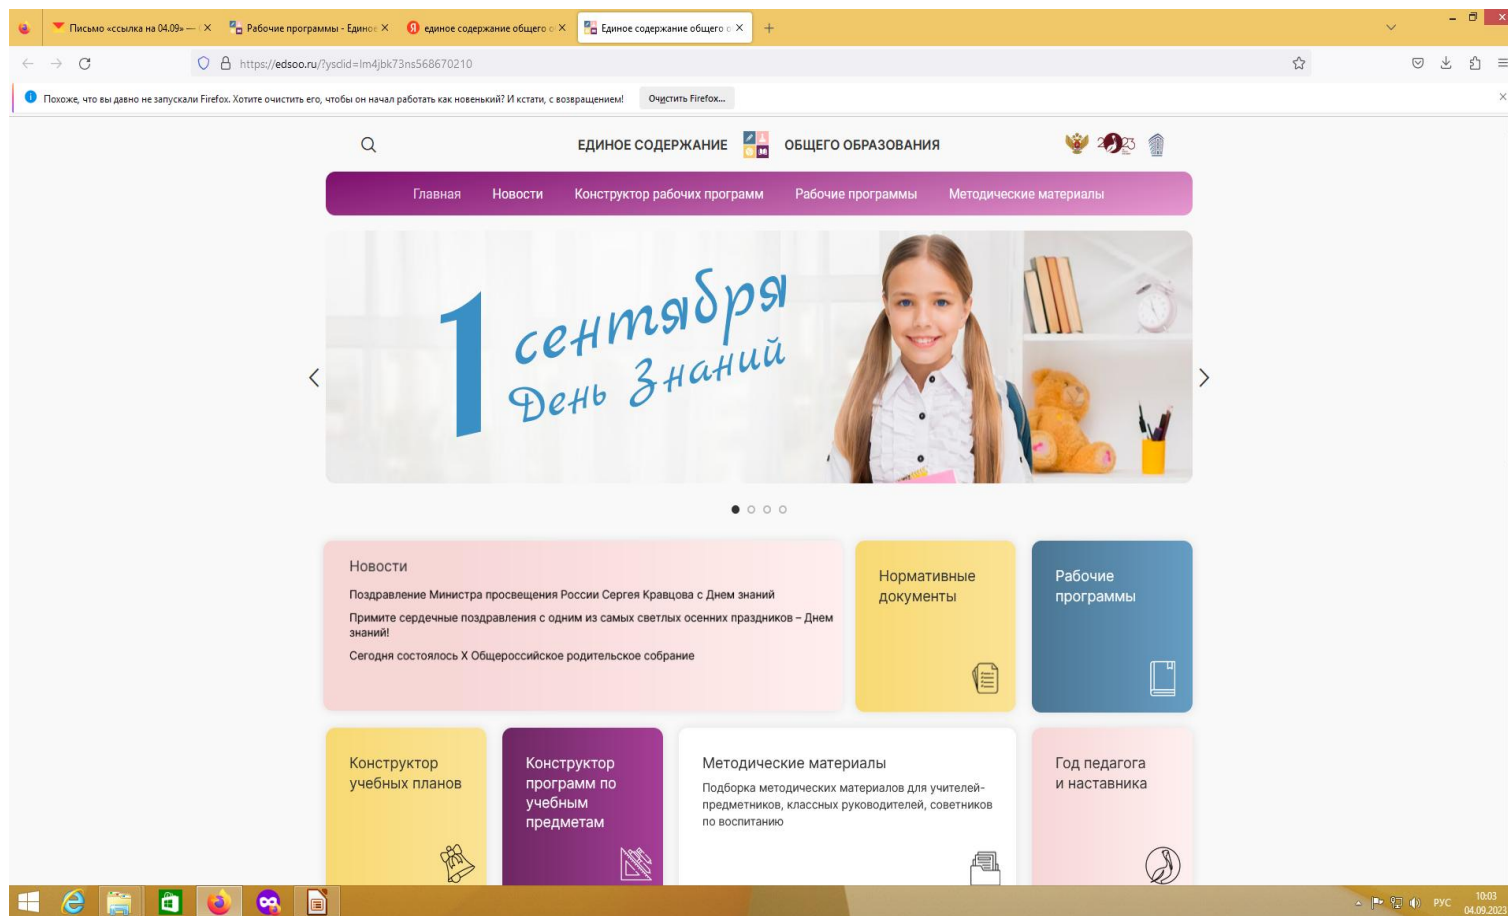 Письмо «ссылка на 04.09» —
Рабочие программы - Единое
единое содержание общего о
Единое содержание общего о
https://edsoo.ru/?ysclid=lm4jbk73ns568670210
Похоже, что вы давно не запускали Firefox. Хотите очистить его, чтобы он начал работать как новенький? И кстати, с возвращением!
Очистить Firefox...
ЕДИНОЕ СОДЕРЖАНИЕ ОБЩЕГО ОБРАЗОВАНИЯ
2023
Главная Новости Конструктор рабочих программ Рабочие программы Методические материалы
1 сентября
День Знаний
Новости
Поздравление Министра просвещения России Сергея Кравцова с Днем знаний
Примите сердечные поздравления с одним из самых светлых осенних праздников – Днем
знаний!
Сегодня состоялось X Общероссийское родительское собрание
Нормативные
документы
Рабочие
программы
Конструктор
учебных планов
Конструктор
программ по
учебным
предметам
Методические материалы
Подборка методических материалов для учителей-
предметников, классных руководителей, советников
по воспитанию
Год педагога
и наставника
РУС
10:03
04.09.2023